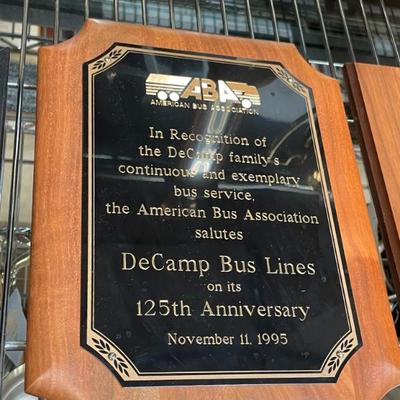 ABA
AMERICAN BUS ASSOCIATION
In Recognition of
the DeCamp family's
continuous and exemplary
bus service,
the American Bus Association
salutes
DeCamp Bus Lines
on its
125th Anniversary
November 11, 1995